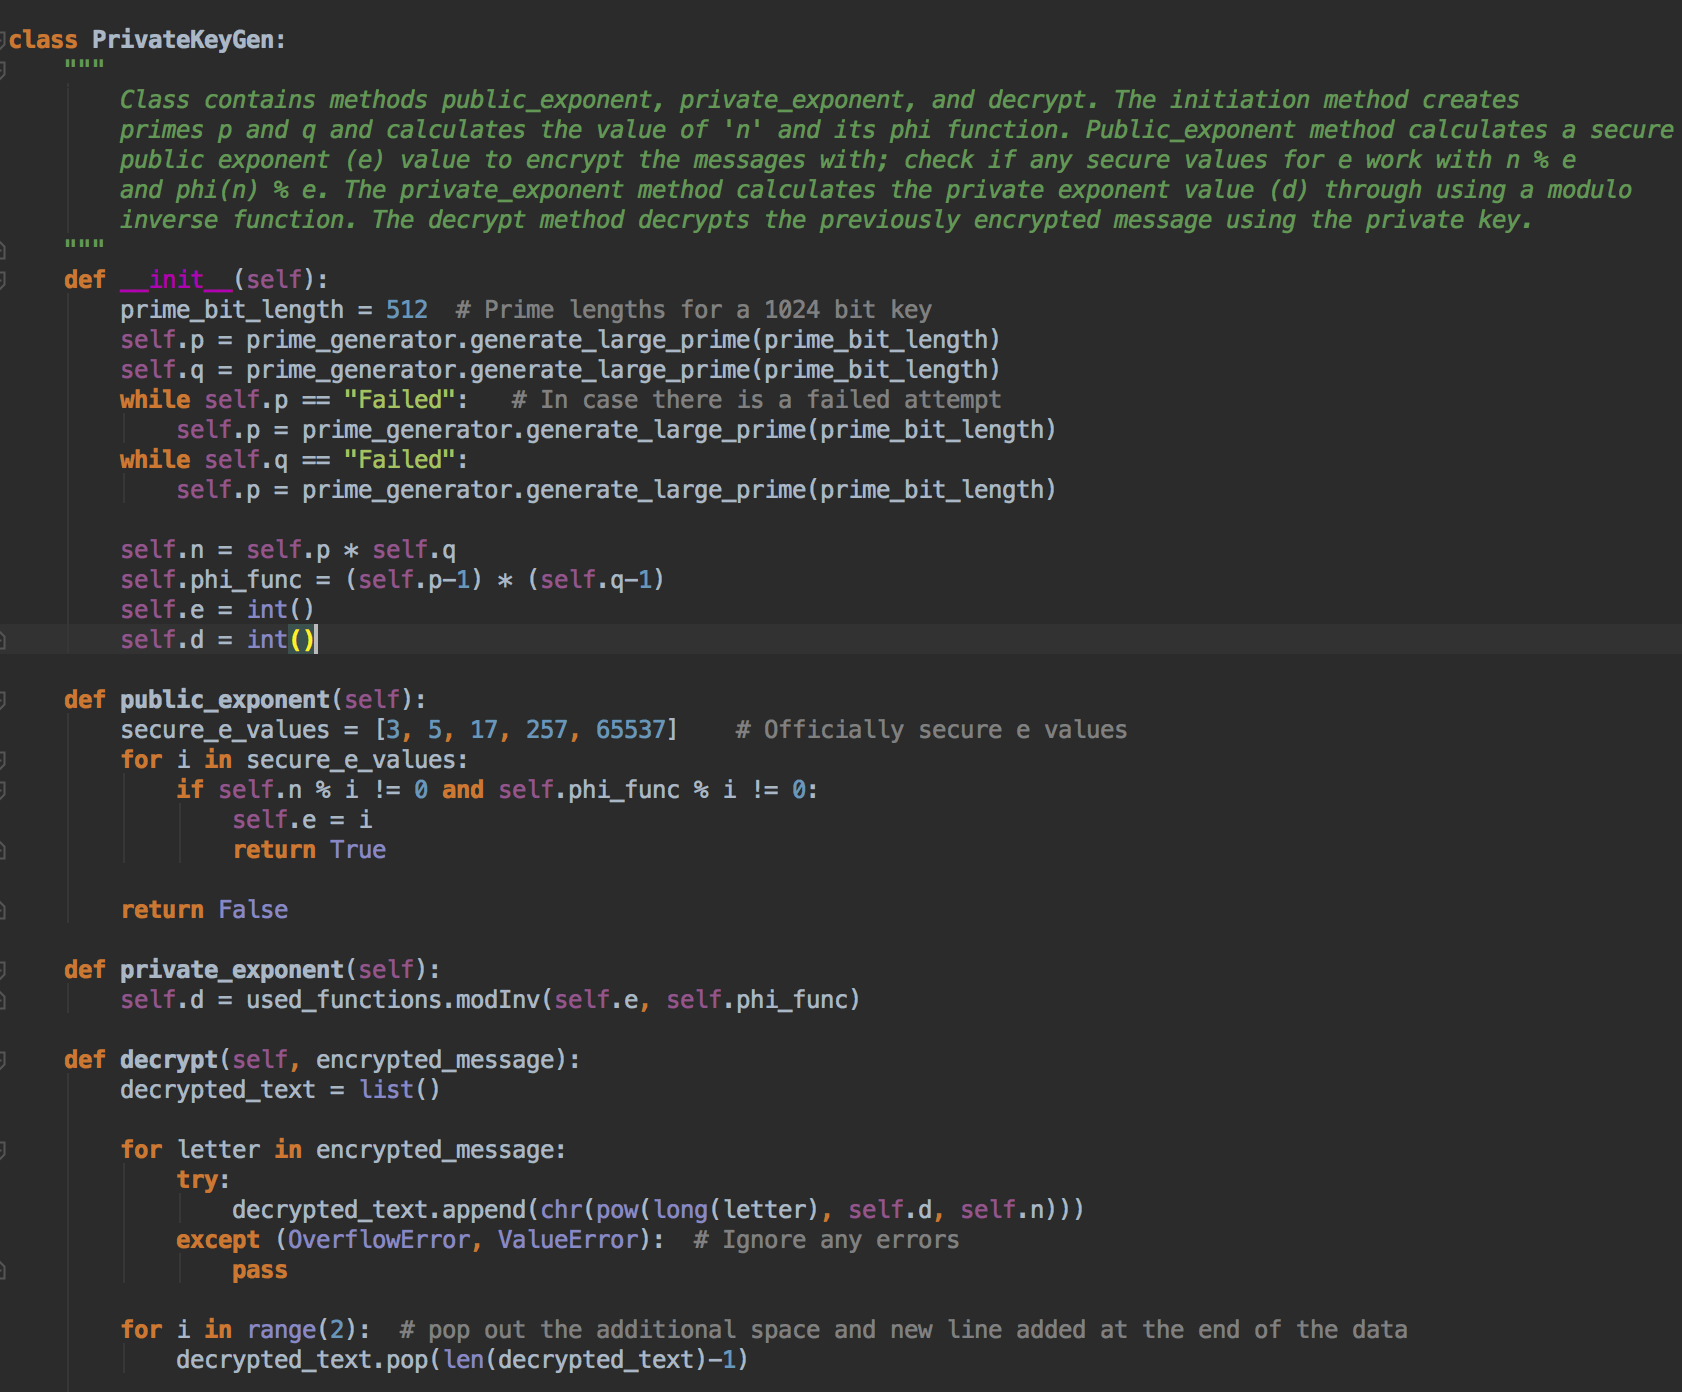 class PrivateKeyGen:
    """
        Class contains methods public_exponent, private_exponent, and decrypt. The initiation method creates
        primes p and q and calculates the value of 'n' and its phi function. Public_exponent method calculates a secure
        public exponent (e) value to encrypt the messages with; check if any secure values for e work with n % e
        and phi(n) % e. The private_exponent method calculates the private exponent value (d) through using a modulo
        inverse function. The decrypt method decrypts the previously encrypted message using the private key.
    """
    def __init__(self):
        prime_bit_length = 512  # Prime lengths for a 1024 bit key
        self.p = prime_generator.generate_large_prime(prime_bit_length)
        self.q = prime_generator.generate_large_prime(prime_bit_length)
        while self.p == "Failed":   # In case there is a failed attempt
            self.p = prime_generator.generate_large_prime(prime_bit_length)
        while self.q == "Failed":
            self.p = prime_generator.generate_large_prime(prime_bit_length)

        self.n = self.p * self.q
        self.phi_func = (self.p-1) * (self.q-1)
        self.e = int()
        self.d = int()

    def public_exponent(self):
        secure_e_values = [3, 5, 17, 257, 65537]    # Officially secure e values
        for i in secure_e_values:
              if self.n % i != 0 and self.phi_func % i != 0:
                self.e = i
                return True

        return False

    def private_exponent(self):
        self.d = used_functions.modInv(self.e, self.phi_func)

    def decrypt(self, encrypted_message):
        decrypted_text = list()

        for letter in encrypted_message:
            try:
                decrypted_text.append(chr(pow(long(letter), self.d, self.n)))
            except (OverflowError, ValueError):  # Ignore any errors
                pass

        for i in range(2):  # pop out the additional space and new line added at the end of the data
            decrypted_text.pop(len(decrypted_text)-1)